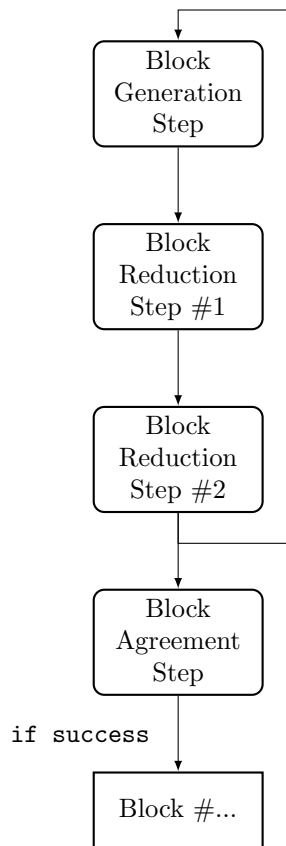 Block
Generation
Step
Block
Reduction
Step #1
Block
Reduction
Step #2
Block
Agreement
Step
if success
Block #...